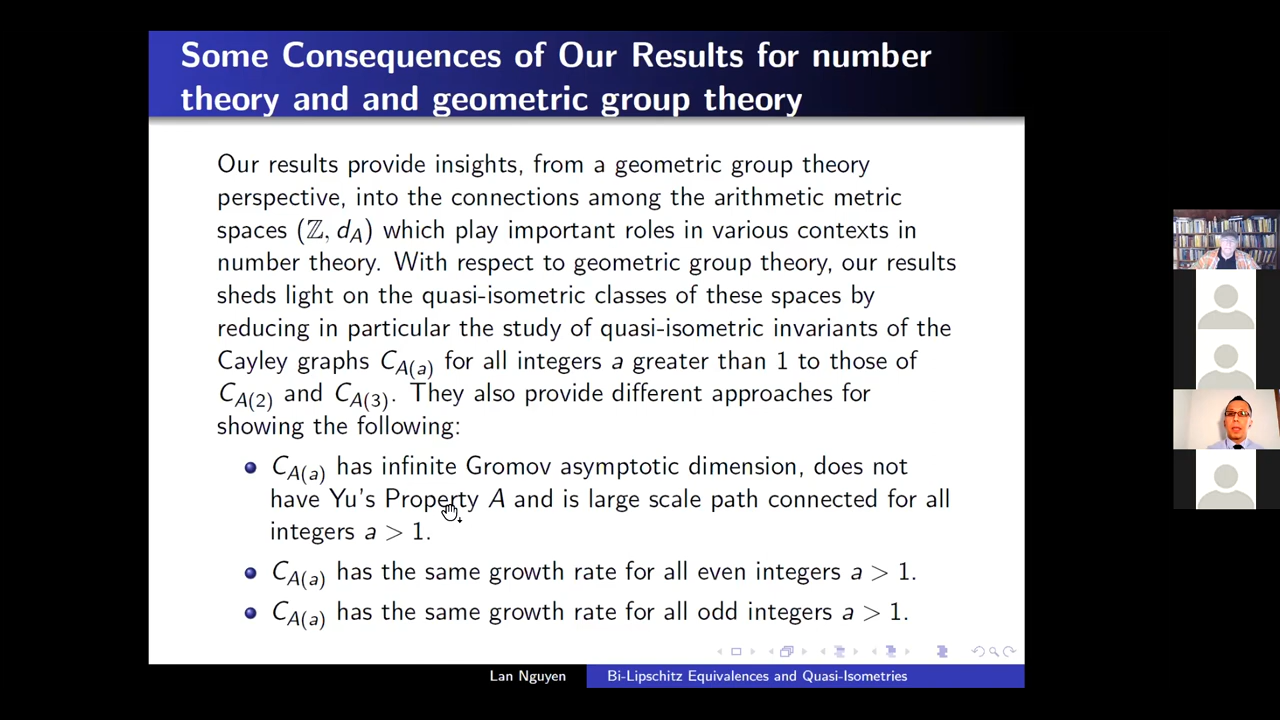 Some Consequences of Our Results for number
theory and and geometric group theory
Our results provide insights, from a geometric group theory
perspective, into the connections among the arithmetic metric
spaces (ℤ, d_A) which play important roles in various contexts in
number theory. With respect to geometric group theory, our results
sheds light on the quasi-isometric classes of these spaces by
reducing in particular the study of quasi-isometric invariants of the
Cayley graphs C_{A(a)} for all integers a greater than 1 to those of
C_{A(2)} and C_{A(3)}. They also provide different approaches for
showing the following:
C_{A(a)} has infinite Gromov asymptotic dimension, does not
have Yu's Property A and is large scale path connected for all
integers a > 1.
C_{A(a)} has the same growth rate for all even integers a > 1.
C_{A(a)} has the same growth rate for all odd integers a > 1.
Lan Nguyen
Bi-Lipschitz Equivalences and Quasi-Isometries